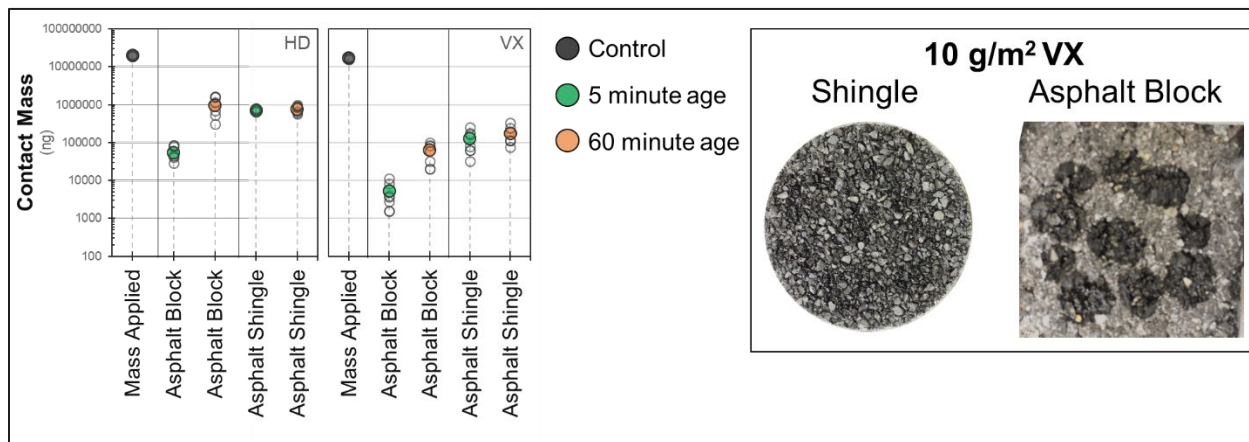 100000000
10000000
1000000
100000
10000
1000
100
Contact Mass
(ng)
HD
VX
Mass Applied
Asphalt Block
Asphalt Block
Asphalt Shingle
Asphalt Shingle
Mass Applied
Asphalt Block
Asphalt Block
Asphalt Shingle
Asphalt Shingle
Control
5 minute age
60 minute age
10 g/m² VX
Shingle
Asphalt Block